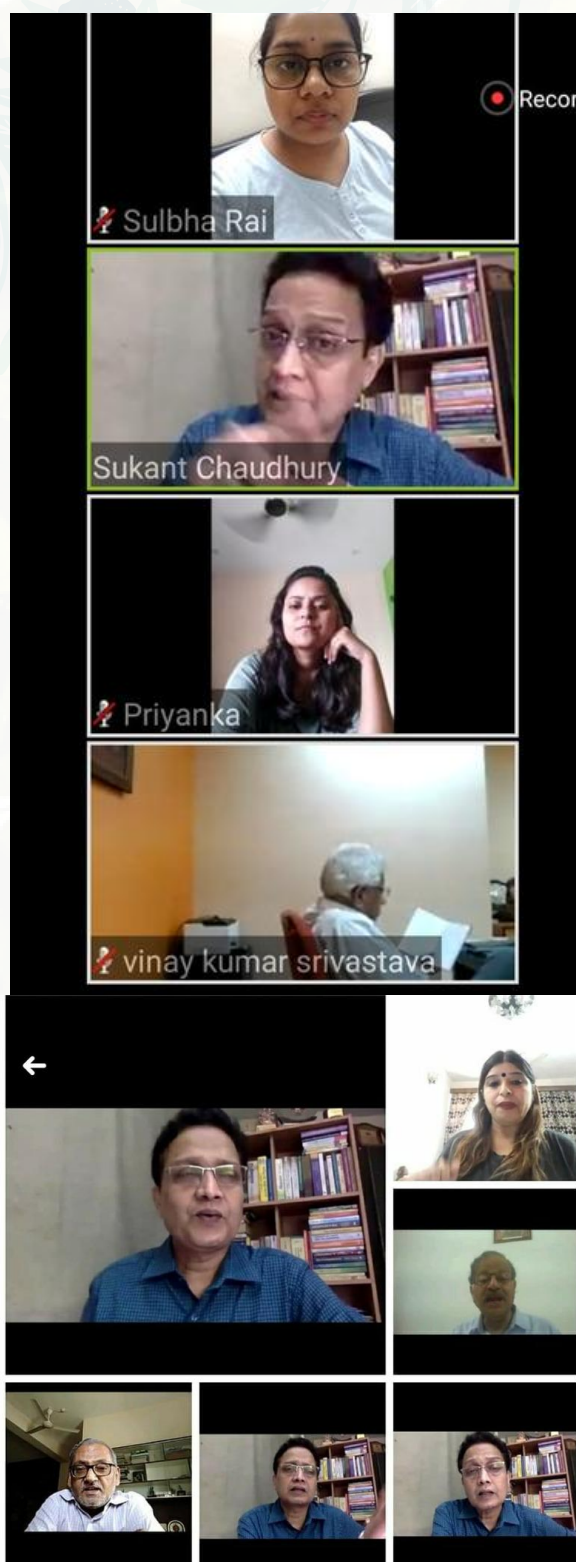 Recor
Sulbha Rai
Sukant Chaudhury
Priyanka
vinay kumar srivastava